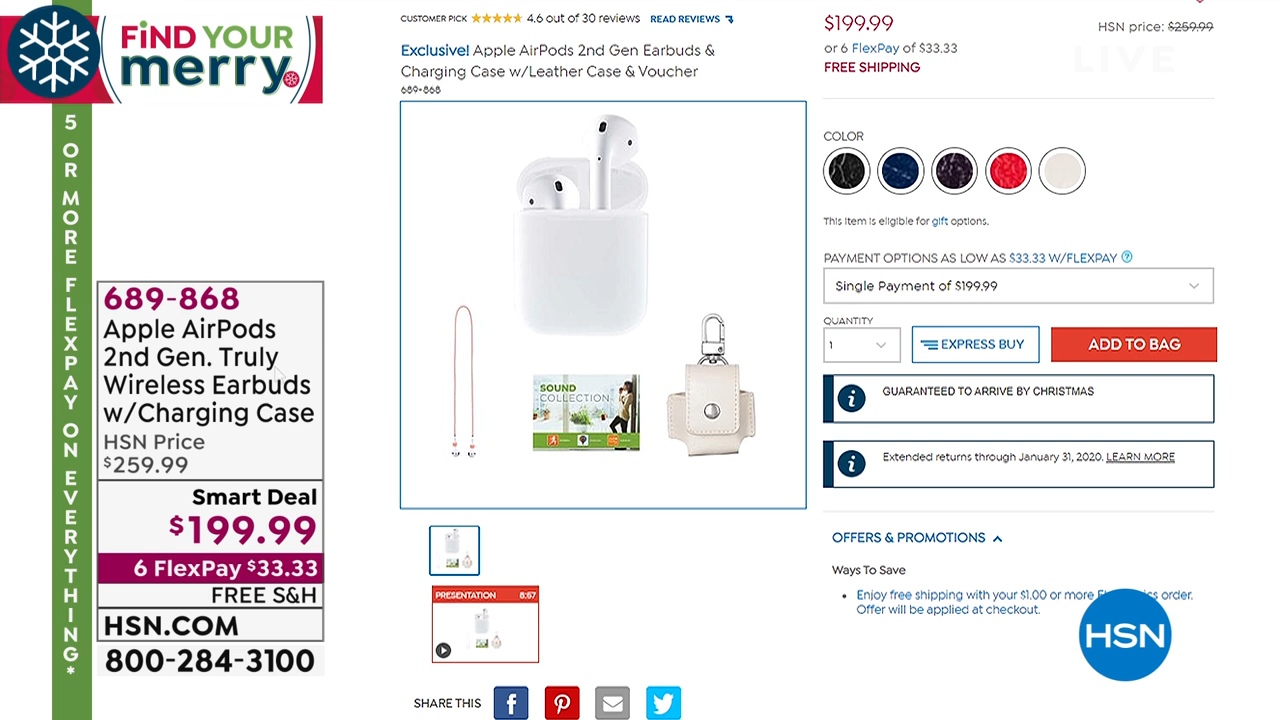 FiND YOUR
merry
5 OR MORE FLEXPAY ON EVERYTHING*
689-868
Apple AirPods
2nd Gen. Truly
Wireless Earbuds
w/Charging Case
HSN Price
$259.99
Smart Deal
$199.99
6 FlexPay $33.33
FREE S&H
HSN.COM
800-284-3100
CUSTOMER PICK 4.6 out of 30 reviews READ REVIEWS
Exclusive! Apple AirPods 2nd Gen Earbuds &
Charging Case w/Leather Case & Voucher
689-868
SOUND
COLLECTION
PRESENTATION 8:57
SHARE THIS
$199.99 HSN price: $259.99
or 6 FlexPay of $33.33
LIVE
FREE SHIPPING
COLOR
This item is eligible for gift options.
PAYMENT OPTIONS AS LOW AS $33.33 W/FLEXPAY ?
Single Payment of $199.99
QUANTITY
1 EXPRESS BUY ADD TO BAG
GUARANTEED TO ARRIVE BY CHRISTMAS
Extended returns through January 31, 2020. LEARN MORE
OFFERS & PROMOTIONS
Ways To Save
Enjoy free shipping with your $1.00 or more order.
Offer will be applied at checkout.
HSN